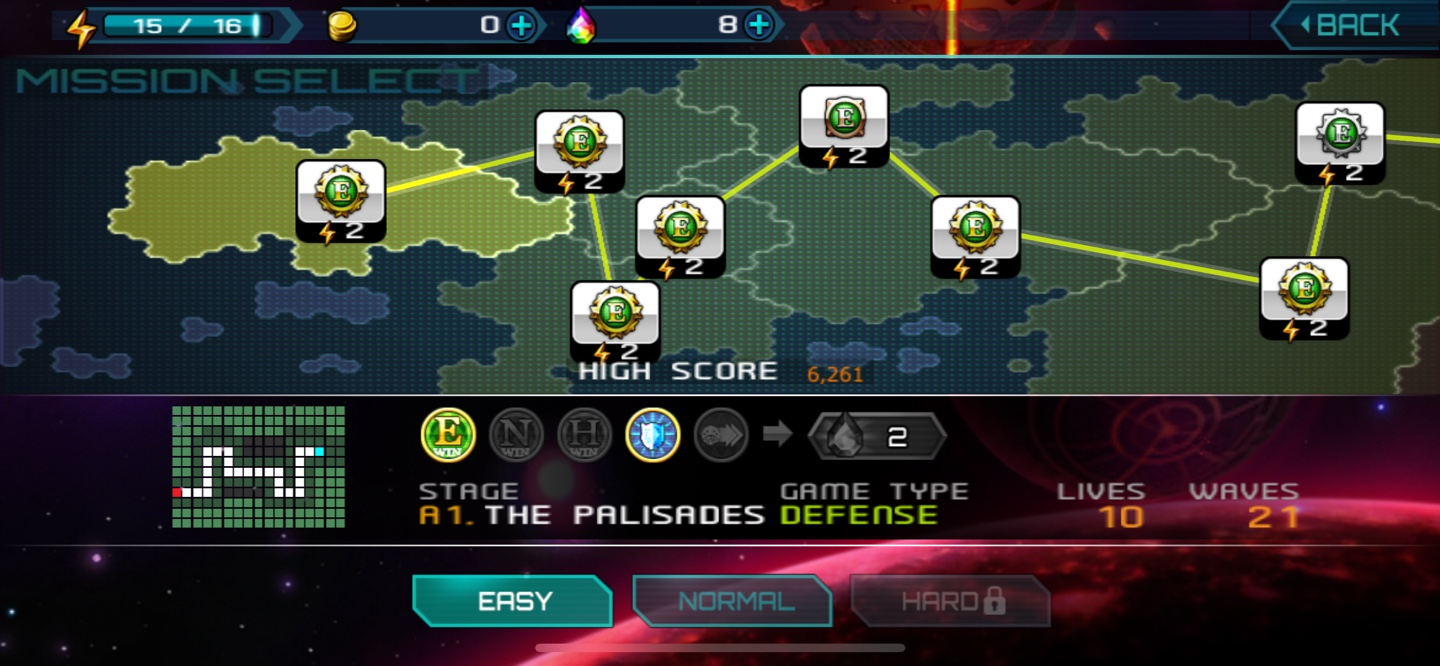 15 / 16
0
8
BACK
MISSION SELECT
E
2
E
2
E
2
E
2
E
2
E
2
E
2
E
2
HIGH SCORE 6,261
E WIN
N WIN
H WIN
2
STAGE
A1. THE PALISADES
GAME TYPE
DEFENSE
LIVES
10
WAVES
21
EASY
NORMAL
HARD